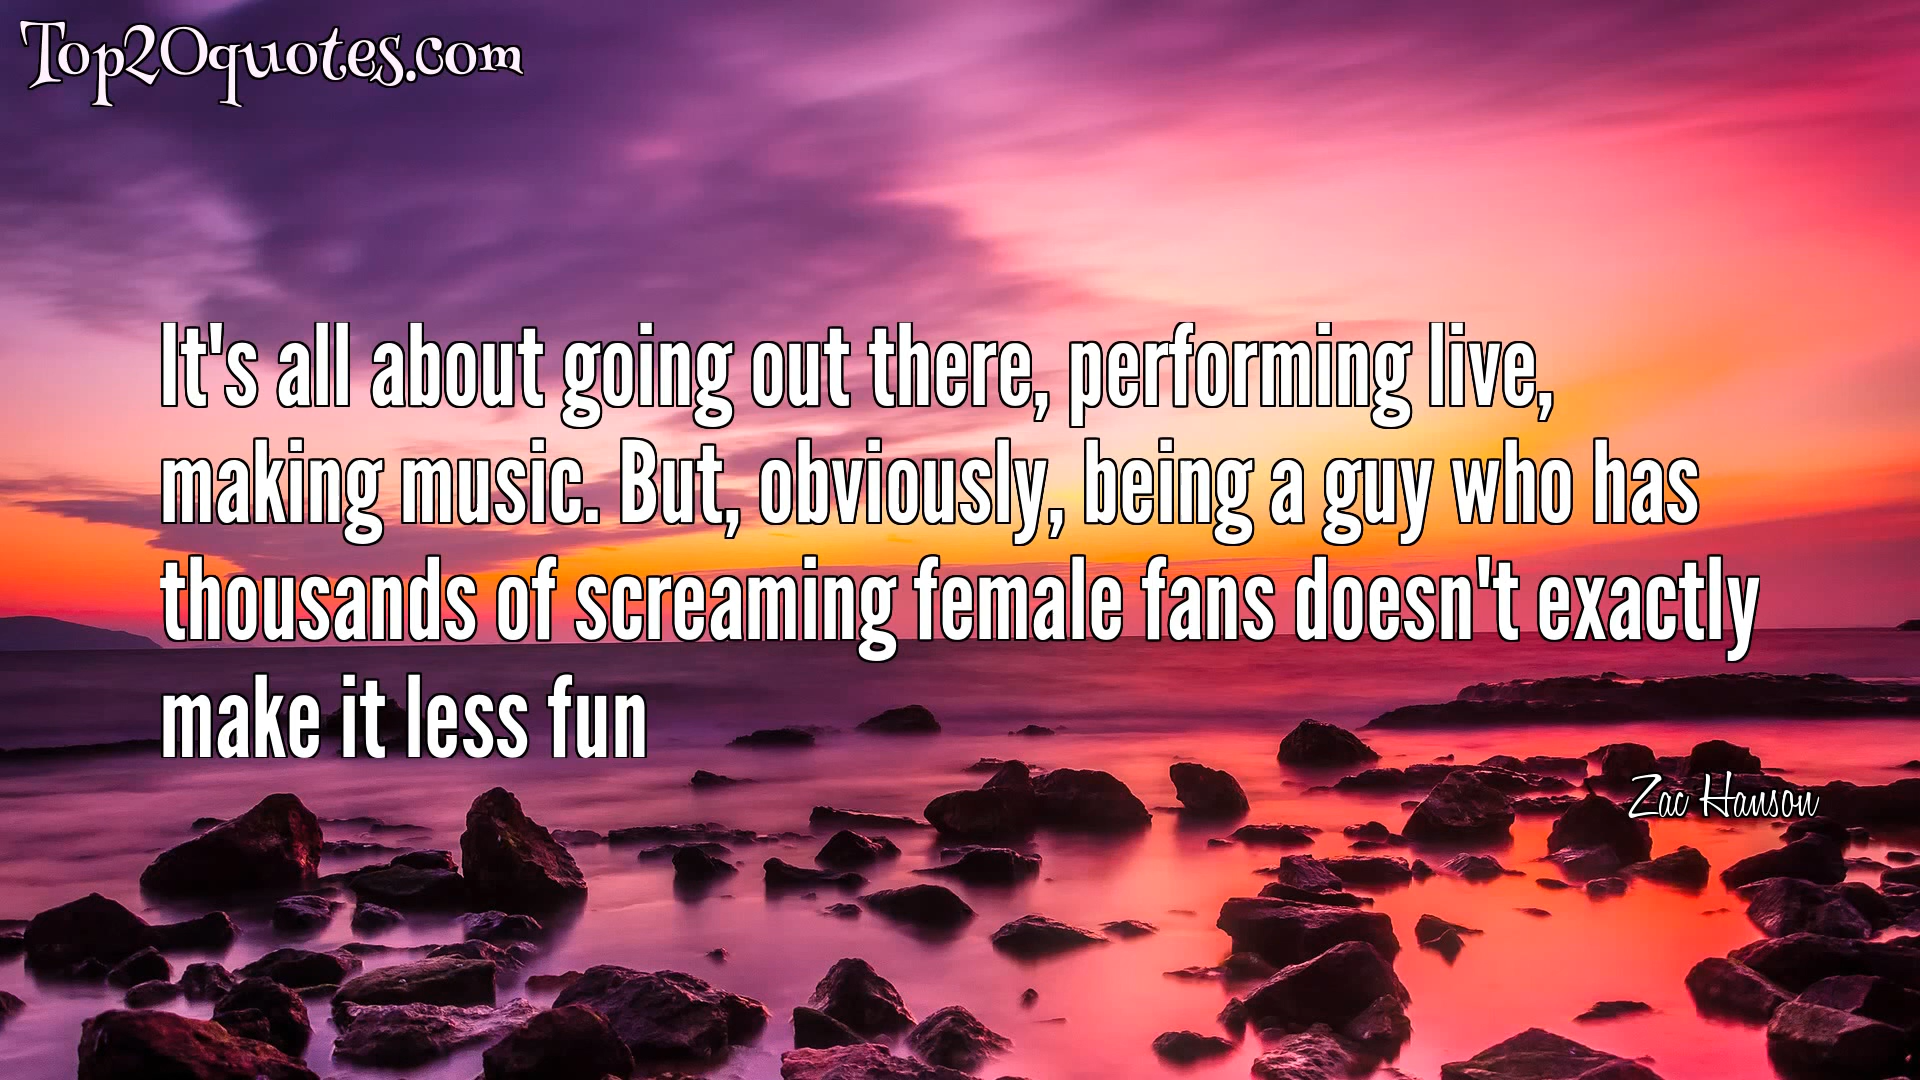 Top20quotes.com
It's all about going out there, performing live,
making music. But, obviously, being a guy who has
thousands of screaming female fans doesn't exactly
make it less fun
Zac Hanson